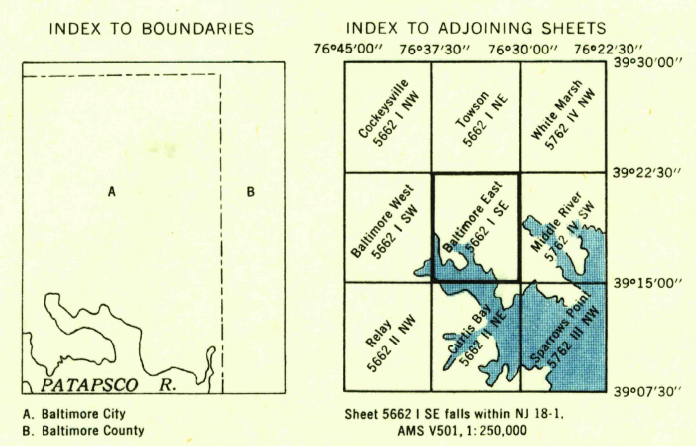 INDEX TO BOUNDARIES
A
B
PATAPSCO R.
A. Baltimore City
B. Baltimore County
INDEX TO ADJOINING SHEETS
76°45'00" 76°37'30" 76°30'00" 76°22'30"
39°30'00"
Cockeysville
5662 I NW
Towson
5662 I NE
White Marsh
5762 IV NW
39°22'30"
Baltimore West
5662 I SW
Baltimore East
5662 I SE
Middle River
5762 IV SW
39°15'00"
Relay
5662 II NW
Curtis Bay
5662 II NE
Sparrows Point
5762 III NW
39°07'30"
Sheet 5662 I SE falls within NJ 18-1,
AMS V501, 1:250,000